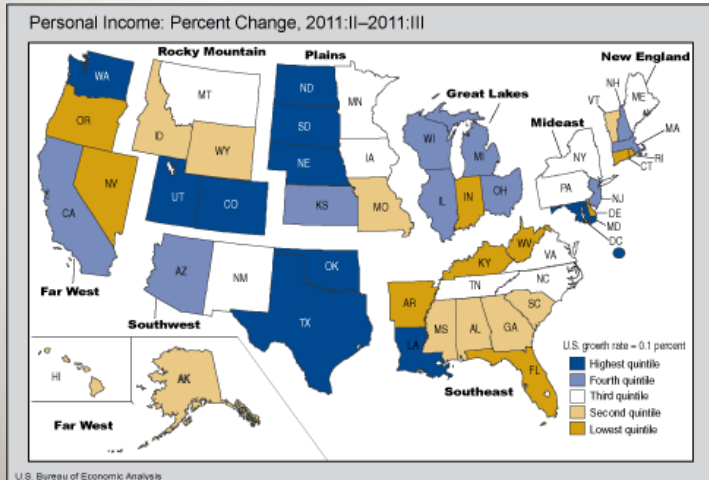 Personal Income: Percent Change, 2011:II–2011:III
Rocky Mountain
Plains
New England
Great Lakes
Mideast
WA
MT
ND
MN
NH
ME
VT
OR
ID
SD
WI
MI
NY
MA
WY
IA
PA
RI
CT
NV
NE
IL
IN
OH
NJ
UT
CO
DE
MD
CA
KS
MO
WV
DC
KY
VA
AZ
NM
OK
TN
NC
Far West
AR
SC
Southwest
TX
MS
AL
GA
LA
FL
Southeast
HI
AK
Far West
U.S. growth rate = 0.1 percent
Highest quintile
Fourth quintile
Third quintile
Second quintile
Lowest quintile
U.S. Bureau of Economic Analysis